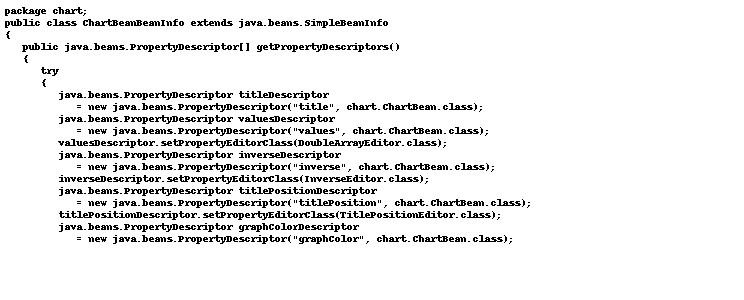 package chart;
public class ChartBeanBeanInfo extends java.beans.SimpleBeanInfo
{
public java.beans.PropertyDescriptor[] getPropertyDescriptors()
{
try
{
java.beans.PropertyDescriptor titleDescriptor
= new java.beans.PropertyDescriptor("title", chart.ChartBean.class);
java.beans.PropertyDescriptor valuesDescriptor
= new java.beans.PropertyDescriptor("values", chart.ChartBean.class);
valuesDescriptor.setPropertyEditorClass(DoubleArrayEditor.class);
java.beans.PropertyDescriptor inverseDescriptor
= new java.beans.PropertyDescriptor("inverse", chart.ChartBean.class);
inverseDescriptor.setPropertyEditorClass(InverseEditor.class);
java.beans.PropertyDescriptor titlePositionDescriptor
= new java.beans.PropertyDescriptor("titlePosition", chart.ChartBean.class);
titlePositionDescriptor.setPropertyEditorClass(TitlePositionEditor.class);
java.beans.PropertyDescriptor graphColorDescriptor
= new java.beans.PropertyDescriptor("graphColor", chart.ChartBean.class);